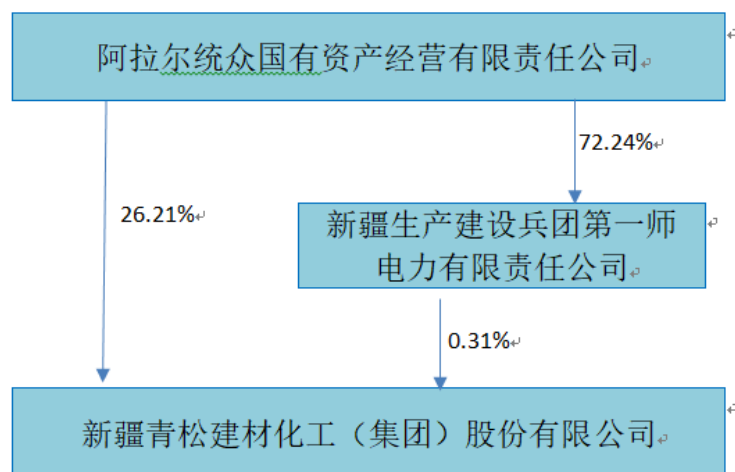 阿拉尔统众国有资产经营有限责任公司
72.24%
26.21%
新疆生产建设兵团第一师
电力有限责任公司
0.31%
新疆青松建材化工（集团）股份有限公司